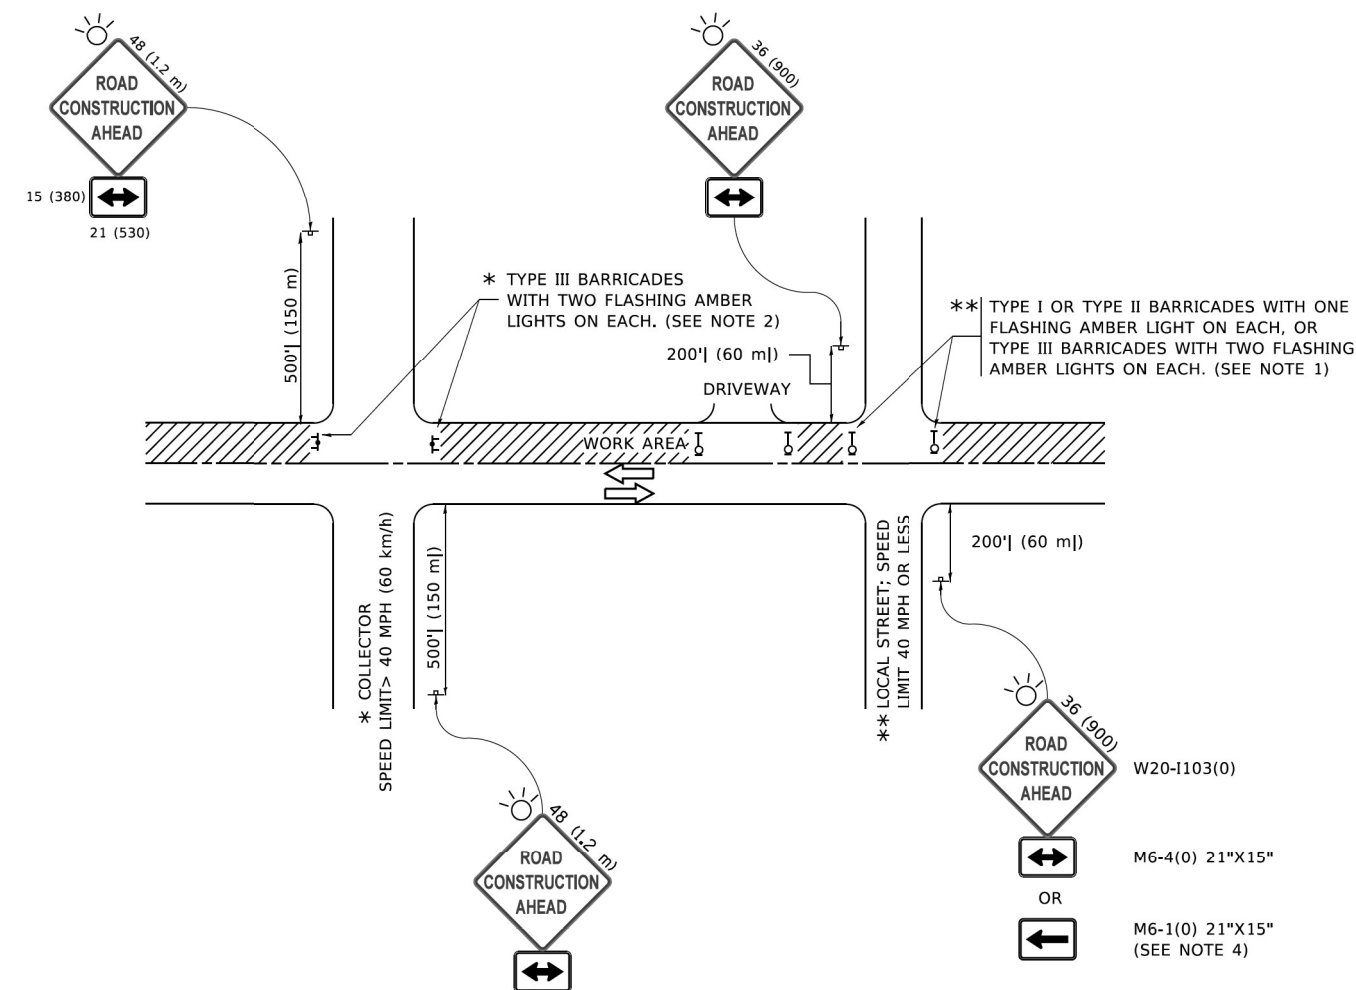 48 (1.2 m)
ROAD
CONSTRUCTION
AHEAD
15 (380)
21 (530)
36 (900)
ROAD
CONSTRUCTION
AHEAD
500'| (150 m)
* TYPE III BARRICADES
WITH TWO FLASHING AMBER
LIGHTS ON EACH. (SEE NOTE 2)
200'| (60 m|)
DRIVEWAY
** TYPE I OR TYPE II BARRICADES WITH ONE
FLASHING AMBER LIGHT ON EACH, OR
TYPE III BARRICADES WITH TWO FLASHING
AMBER LIGHTS ON EACH. (SEE NOTE 1)
WORK AREA
* COLLECTOR
SPEED LIMIT> 40 MPH (60 km/h)
500'| (150 m|)
** LOCAL STREET; SPEED
LIMIT 40 MPH OR LESS
200'| (60 m|)
48 (1.2 m)
ROAD
CONSTRUCTION
AHEAD
36 (900)
ROAD
CONSTRUCTION
AHEAD
W20-I103(0)
M6-4(0) 21"X15"
OR
M6-1(0) 21"X15"
(SEE NOTE 4)